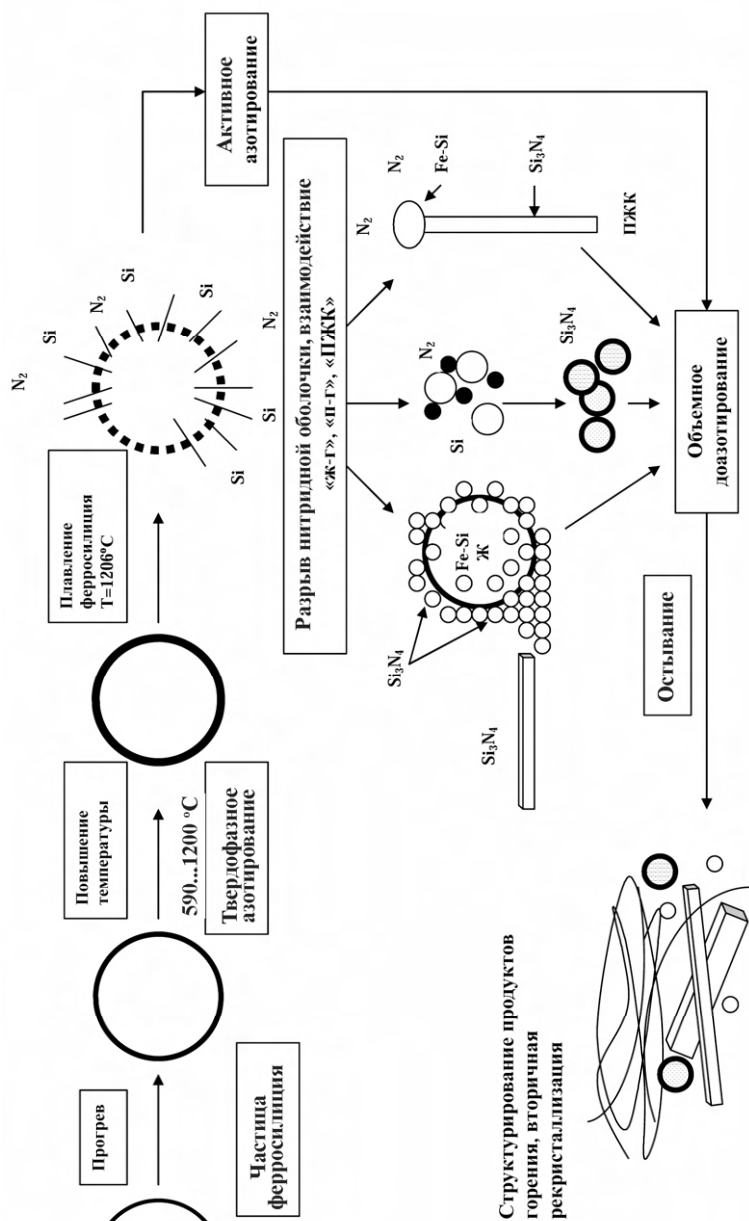 Прогрев
Частица
ферросилиция
Повышение
температуры
590...1200 °C
Твердофазное
азотирование
Плавление
ферросилиция
T=1206°C
N₂
Si
N₂
Si
Si
N₂
Si
Si
Активное
азотирование
Разрыв нитридной оболочки, взаимодействие
«ж-г», «п-г», «ПЖК»
Si₃N₄
Si₃N₄
Fe-Si
Ж
Si
N₂
Si₃N₄
N₂
N₂
Fe-Si
Si₃N₄
ПЖК
Объемное
доазотирование
Остывание
Структурирование продуктов
горения, вторичная
рекристаллизация